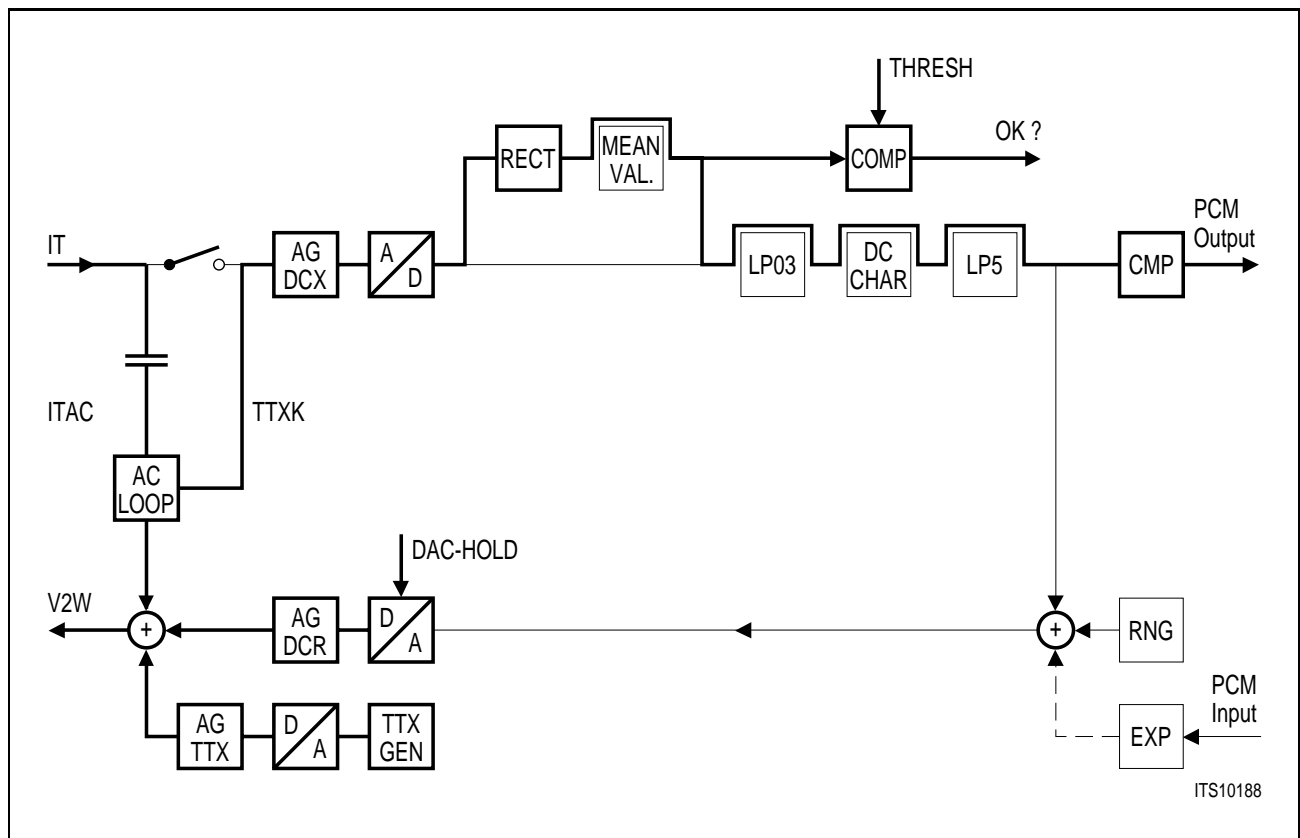 THRESH
OK ?
RECT
MEAN
VAL.
COMP
PCM
Output
IT
AG
DCX
A
D
LP03
DC
CHAR
LP5
CMP
ITAC
TTXK
AC
LOOP
DAC-HOLD
V2W
+
AG
DCR
D
A
+
RNG
PCM
Input
AG
TTX
D
A
TTX
GEN
EXP
ITS10188